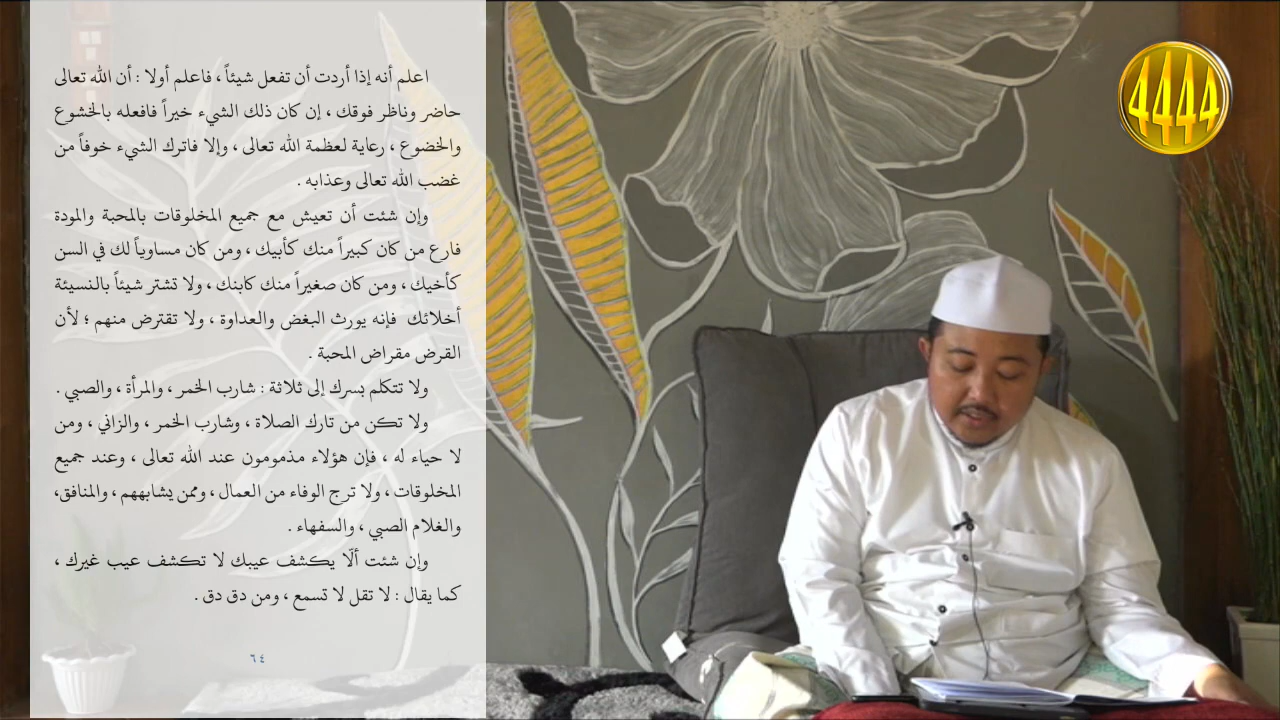 اعلم أنه إذا أردت أن تفعل شيئاً ، فاعلم أولا : أن الله تعالى
حاضر وناظر فوقك ، إن كان ذلك الشيء خيراً فافعله بالخشوع
والخضوع ، رعاية لعظمة الله تعالى ، وإلا فاترك الشيء خوفاً من
غضب الله تعالى وعذابه .
وإن شئت أن تعيش مع جميع المخلوقات بالمحبة والمودة
فارع من كان كبيراً منك كأبيك ، ومن كان مساوياً لك في السن
كأخيك ، ومن كان صغيراً منك كابنك ، ولا تشتر شيئاً بالنسيئة
أخلائك فإنه يورث البغض والعداوة ، ولا تقترض منهم ؛ لأن
القرض مقراض المحبة .
ولا تتكلم بسرك إلى ثلاثة : شارب الخمر ، والمرأة ، والصبي .
ولا تكن من تارك الصلاة ، وشارب الخمر ، والزاني ، ومن
لا حياء له ، فإن هؤلاء مذمومون عند الله تعالى ، وعند جميع
المخلوقات ، ولا ترج الوفاء من العمال ، وممن يشابههم ، والمنافق،
والغلام الصبي ، والسفهاء .
وإن شئت ألّا يكشف عيبك لا تكشف عيب غيرك ،
كما يقال : لا تقل لا تسمع ، ومن دق دق .
٦٤
4444